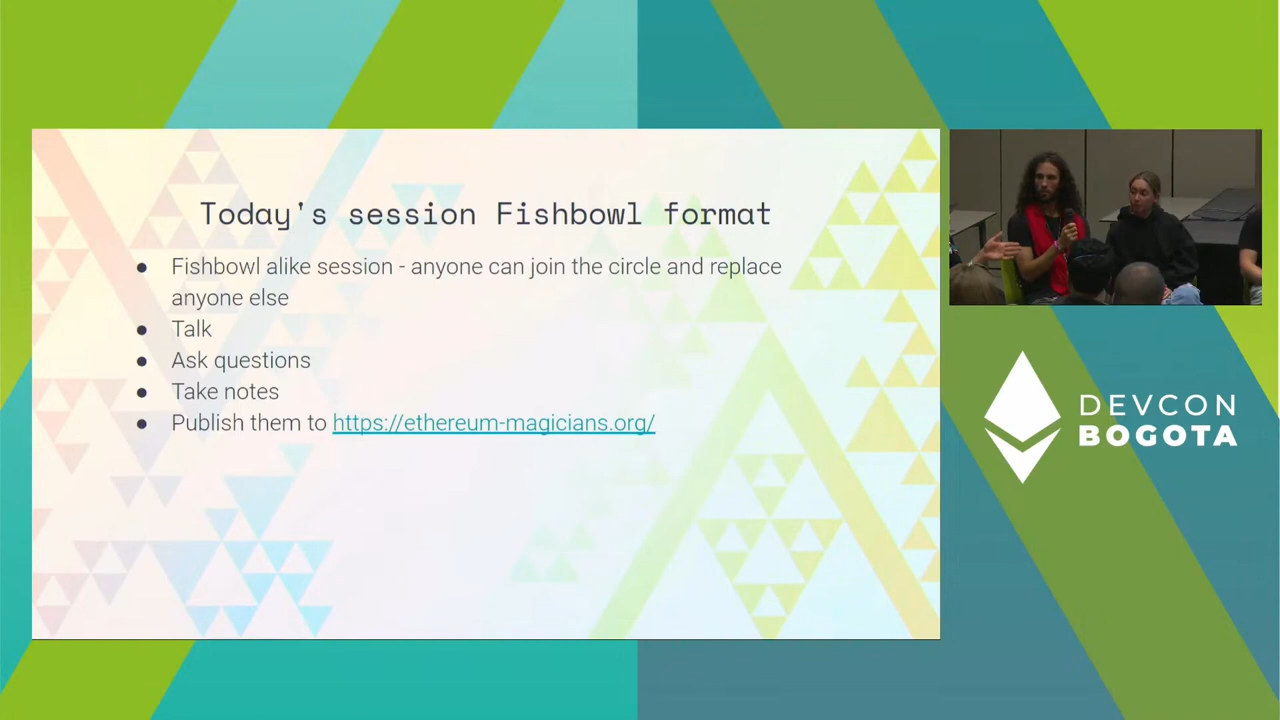 Today's session Fishbowl format
● Fishbowl alike session - anyone can join the circle and replace
anyone else
● Talk
● Ask questions
● Take notes
● Publish them to https://ethereum-magicians.org/
DEVCON
BOGOTA